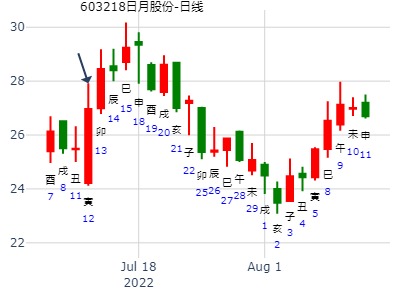 603218日月股份-日线
30
28
26
24
22
酉
7
戌
8
丑
11
寅
12
卯
13
辰
14
巳
15
申
18
酉
19
戌
20
亥
21
子
22
卯
25
辰
26
巳
27
午
28
未
29
戌
1
亥
2
子
3
丑
4
寅
5
巳
8
午
9
未
10
申
11
Jul 18
2022
Aug 1